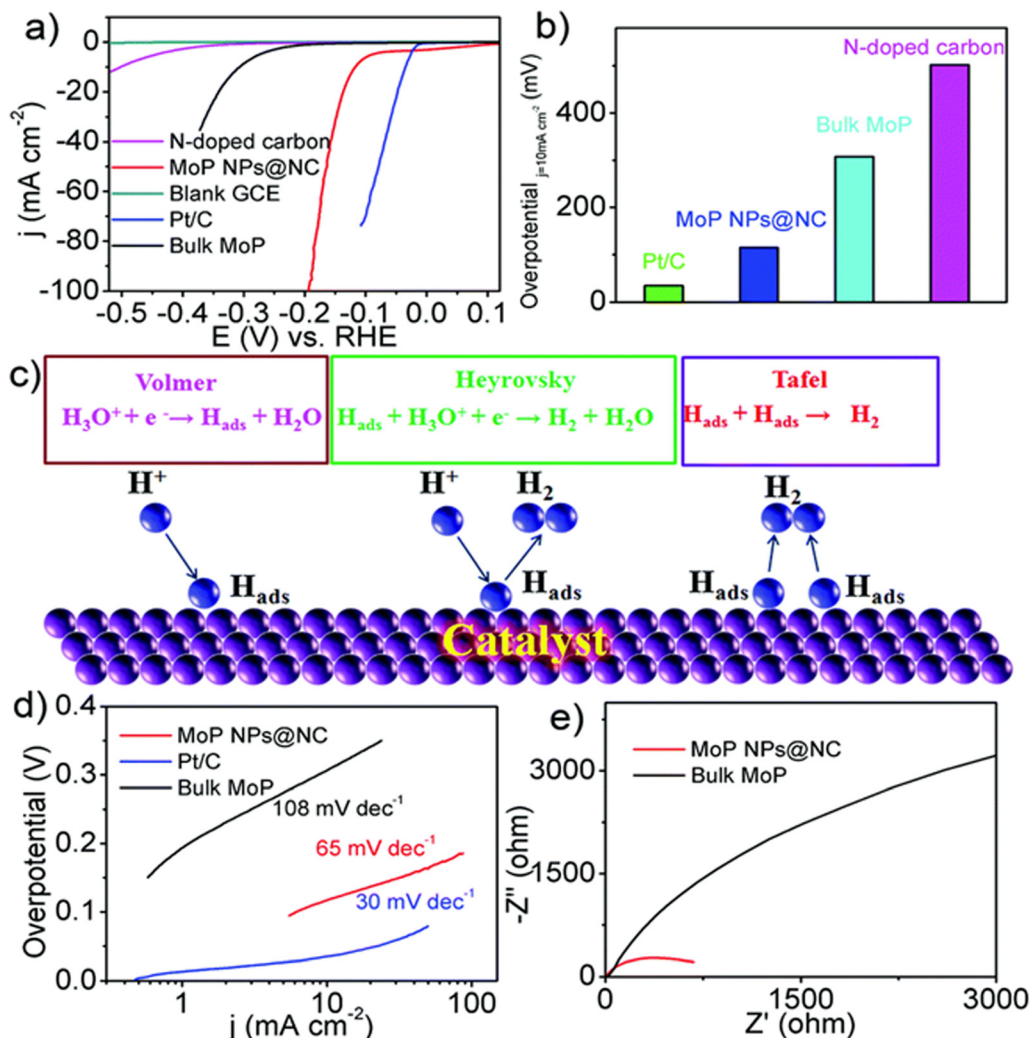 a)
0
-20
-40
-60
-80
-100
j (mA cm⁻²)
N-doped carbon
MoP NPs@NC
Blank GCE
Pt/C
Bulk MoP
-0.5 -0.4 -0.3 -0.2 -0.1 0.0 0.1
E (V) vs. RHE
b)
Overpotential j=10mA cm⁻² (mV)
400
200
0
Pt/C
MoP NPs@NC
Bulk MoP
N-doped carbon
c)
Volmer
H₃O⁺ + e⁻ → Hads + H₂O
Heyrovsky
Hads + H₃O⁺ + e⁻ → H₂ + H₂O
Tafel
Hads + Hads → H₂
H⁺
Hads
H⁺ H₂
Hads
H₂
Hads Hads
Catalyst
d)
Overpotential (V)
0.4
0.3
0.2
0.1
0.0
MoP NPs@NC
Pt/C
Bulk MoP
108 mV dec⁻¹
65 mV dec⁻¹
30 mV dec⁻¹
1 10 100
j (mA cm⁻²)
e)
-Z'' (ohm)
3000
1500
0
MoP NPs@NC
Bulk MoP
0 1500 3000
Z' (ohm)